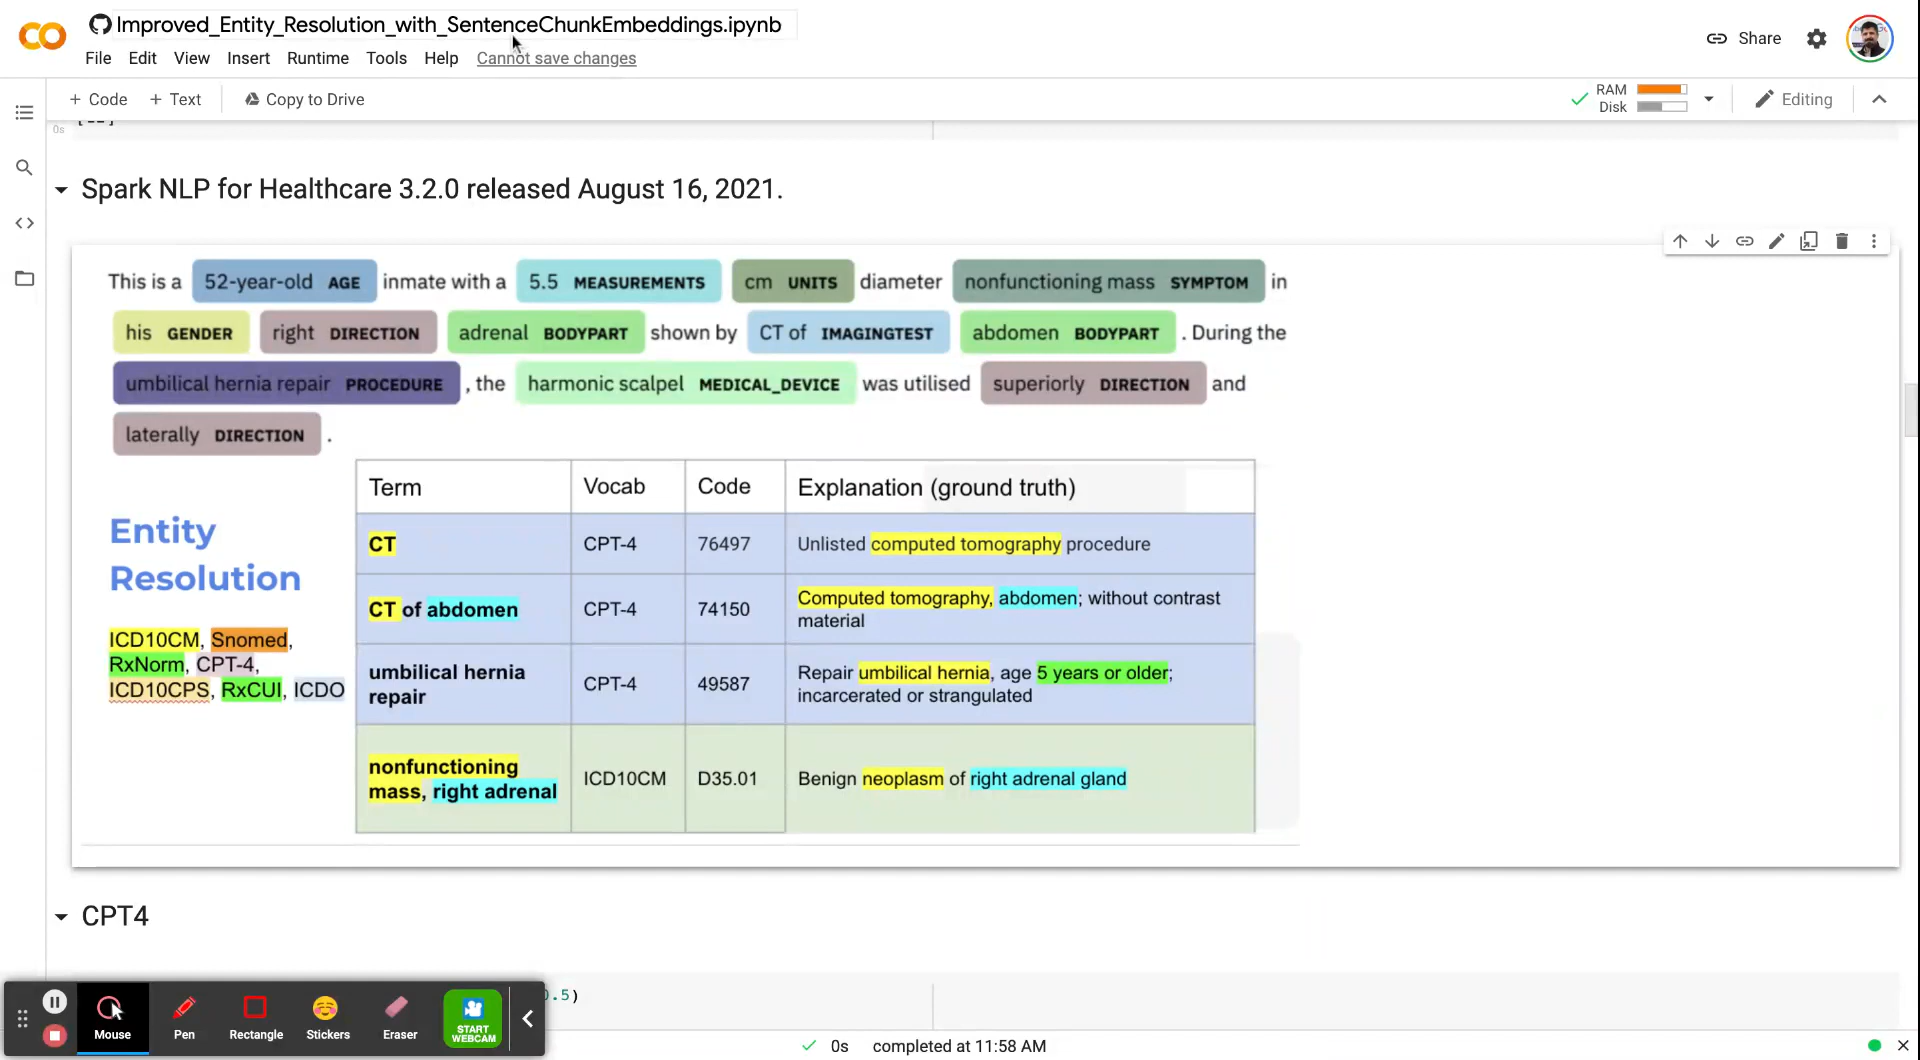 Improved_Entity_Resolution_with_SentenceChunkEmbeddings.ipynb
Share
File Edit View Insert Runtime Tools Help Cannot save changes
+ Code + Text Copy to Drive
RAM
Disk
Editing
0s
Spark NLP for Healthcare 3.2.0 released August 16, 2021.
This is a 52-year-old AGE inmate with a 5.5 MEASUREMENTS cm UNITS diameter nonfunctioning mass SYMPTOM in
his GENDER right DIRECTION adrenal BODYPART shown by CT of IMAGINGTEST abdomen BODYPART . During the
umbilical hernia repair PROCEDURE , the harmonic scalpel MEDICAL_DEVICE was utilised superiorly DIRECTION and
laterally DIRECTION .
Entity
Resolution
ICD10CM, Snomed,
RxNorm, CPT-4,
ICD10CPS, RxCUI, ICDO
Term Vocab Code Explanation (ground truth)
CT CPT-4 76497 Unlisted computed tomography procedure
CT of abdomen CPT-4 74150 Computed tomography, abdomen; without contrast
material
umbilical hernia
repair CPT-4 49587 Repair umbilical hernia, age 5 years or older;
incarcerated or strangulated
nonfunctioning
mass, right adrenal ICD10CM D35.01 Benign neoplasm of right adrenal gland
CPT4
0.5)
Mouse Pen Rectangle Stickers Eraser START
WEBCAM
0s completed at 11:58 AM